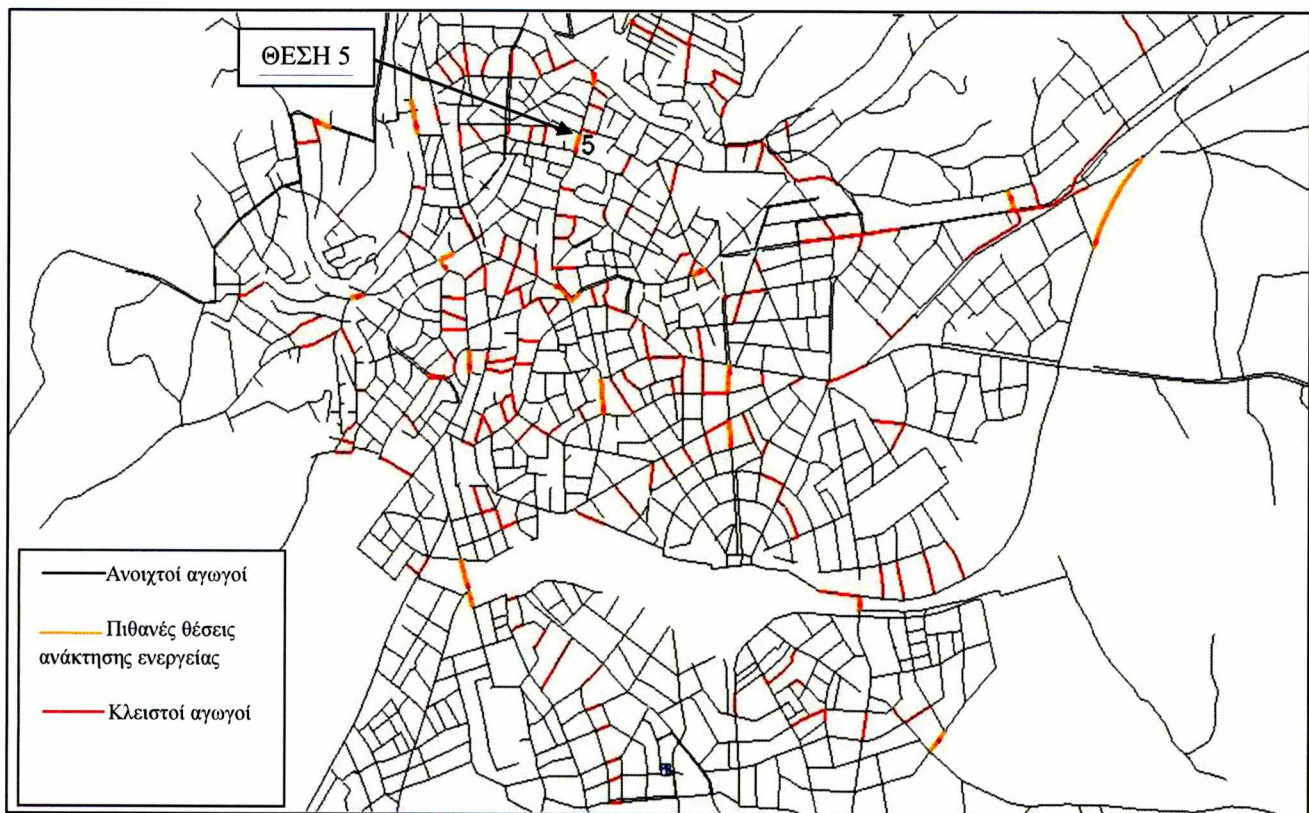 ΘΕΣΗ 5
5
Ανοιχτοί αγωγοί
Πιθανές θέσεις
ανάκτησης ενεργείας
Κλειστοί αγωγοί